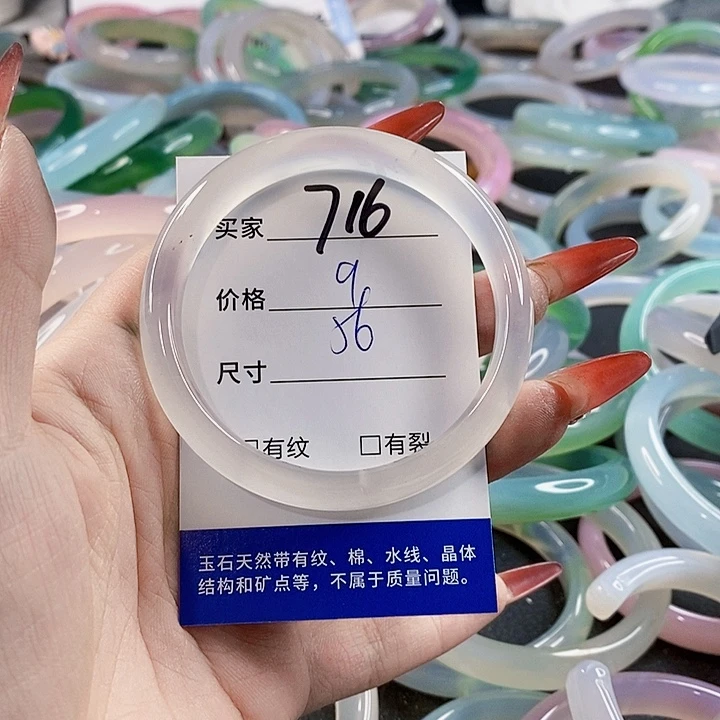 买家 716
价格 9
56
尺寸
□有纹 □有裂
玉石天然带有纹、棉、水线、晶体
结构和矿点等，不属于质量问题。